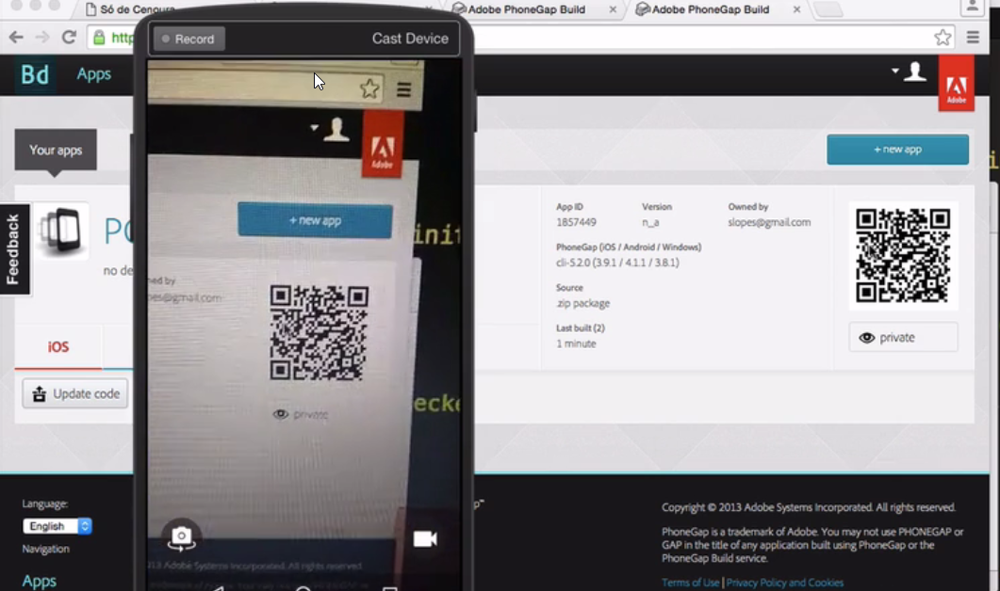 Só de Cenoura
Adobe PhoneGap Build
Adobe PhoneGap Build
http
Record
Cast Device
Bd
Apps
Adobe
Your apps
+ new app
Feedback
no de
iOS
Update code
Adobe
+ new app
init
ned by
pes@gmail.com
private
ecke
App ID
Version
Owned by
1857449
n_a
slopes@gmail.com
PhoneGap (iOS / Android / Windows)
cli-5.2.0 (3.9.1 / 4.1.1 / 3.8.1)
Source
.zip package
Last built (2)
1 minute
private
Language:
English
Navigation
Apps
013 Adobe Systems Incorporated. All rights reserved.
Copyright © 2013 Adobe Systems Incorporated. All rights reserved.
PhoneGap is a trademark of Adobe. You may not use PHONEGAP or
GAP in the title of any application built using PhoneGap or the
PhoneGap Build service.
Terms of Use | Privacy Policy and Cookies